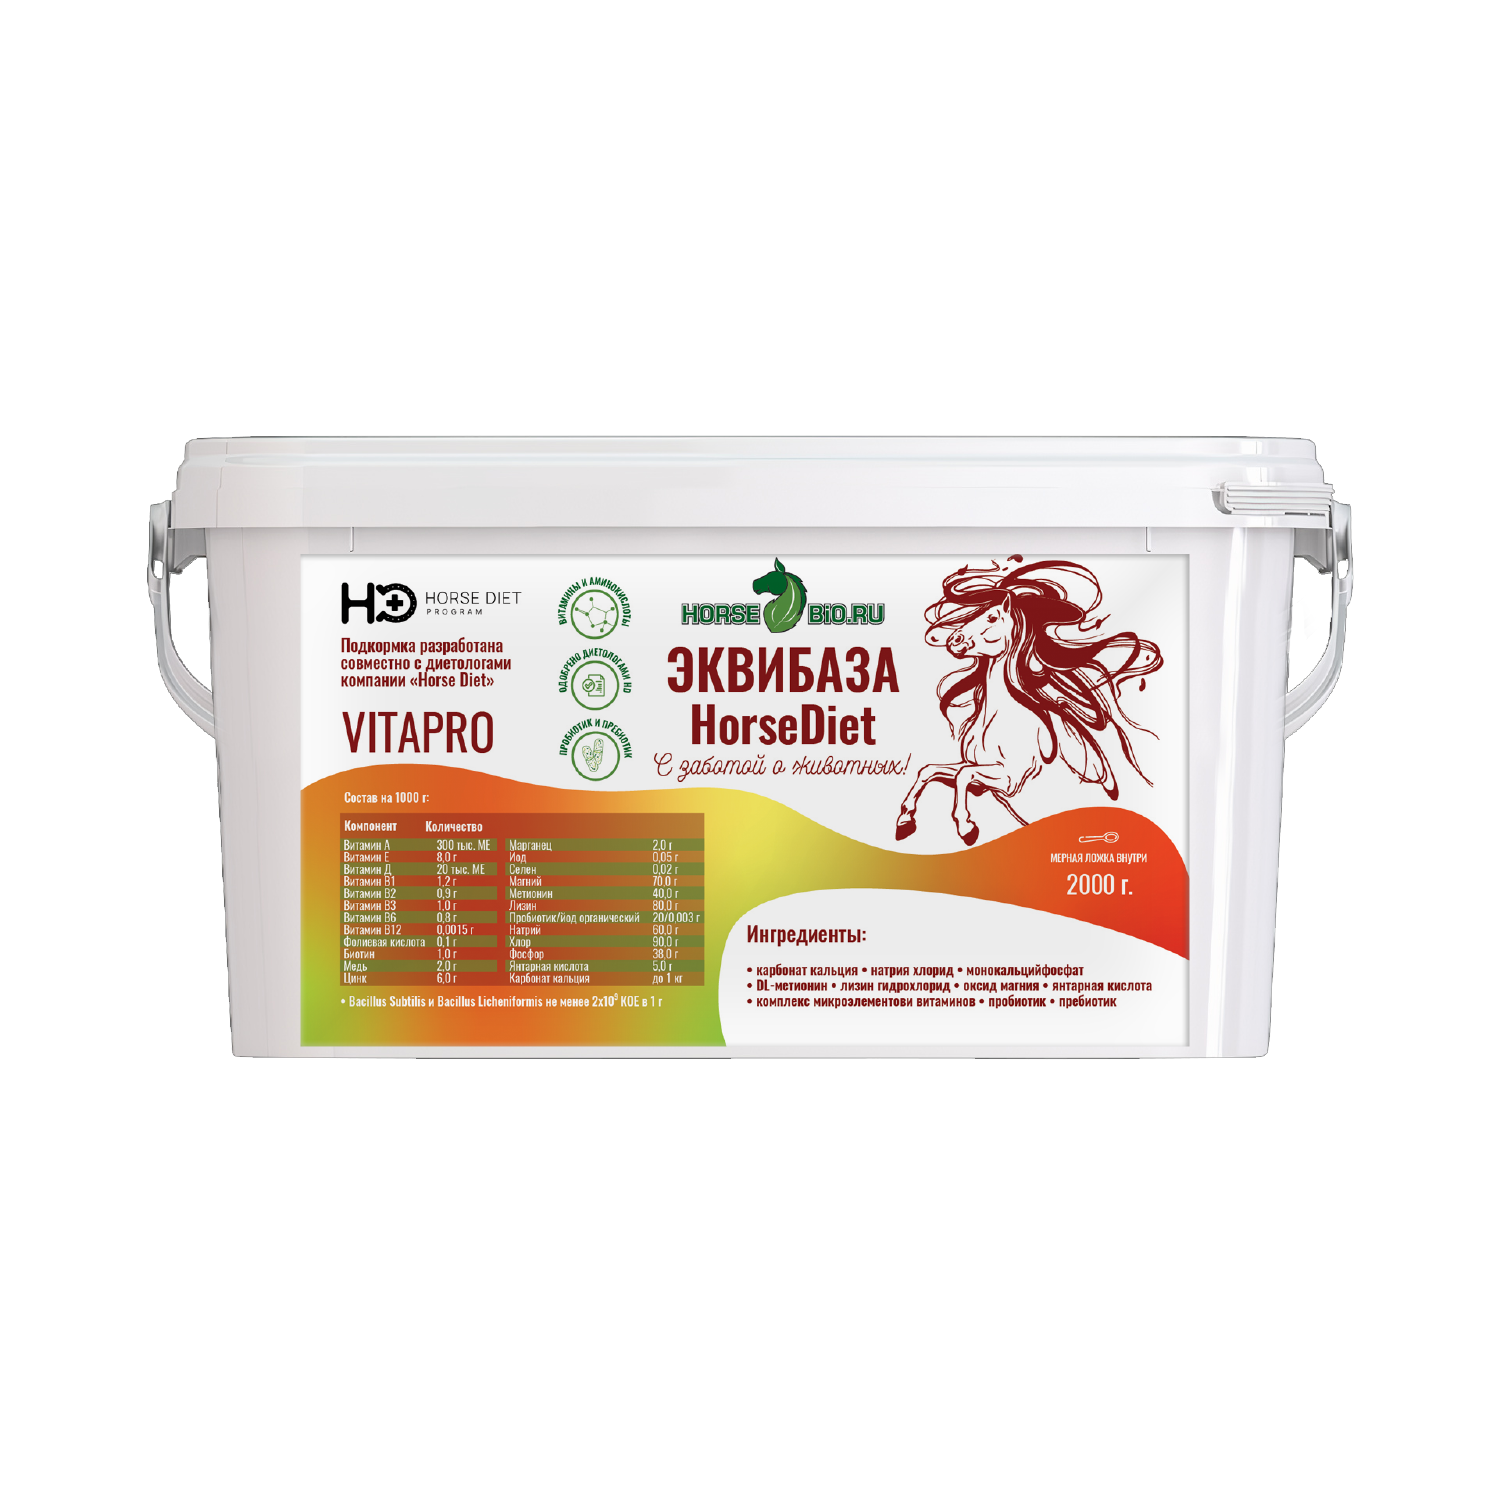 HD HORSE DIET
PROGRAM
Подкормка разработана
совместно с диетологами
компании «Horse Diet»
VITAPRO
ВИТАМИНЫ И АМИНОКИСЛОТЫ
ОДОБРЕНО ДИЕТОЛОГАМИ HD
ПРОБИОТИК И ПРЕБИОТИК
HORSE BIO.RU
ЭКВИБАЗА
HorseDiet
С заботой о животных!
Состав на 1000 г:
Компонент Количество
Витамин А 300 тыс. МЕ
Витамин Е 8,0 г
Витамин Д 20 тыс. МЕ
Витамин В1 1,2 г
Витамин В2 0,9 г
Витамин В3 1,0 г
Витамин В6 0,8 г
Витамин В12 0,0015 г
Фолиевая кислота 0,1 г
Биотин 1,0 г
Медь 2,0 г
Цинк 6,0 г
Марганец 2,0 г
Йод 0,05 г
Селен 0,02 г
Магний 70,0 г
Метионин 40,0 г
Лизин 80,0 г
Пробиотик/йод органический 20/0,003 г
Натрий 60,0 г
Хлор 90,0 г
Фосфор 38,0 г
Янтарная кислота 5,0 г
Карбонат кальция до 1 кг
• Bacillus Subtilis и Bacillus Licheniformis не менее 2x10⁹ КОЕ в 1 г
МЕРНАЯ ЛОЖКА ВНУТРИ
2000 г.
Ингредиенты:
• карбонат кальция • натрия хлорид • монокальцийфосфат
• DL-метионин • лизин гидрохлорид • оксид магния • янтарная кислота
• комплекс микроэлементови витаминов • пробиотик • пребиотик